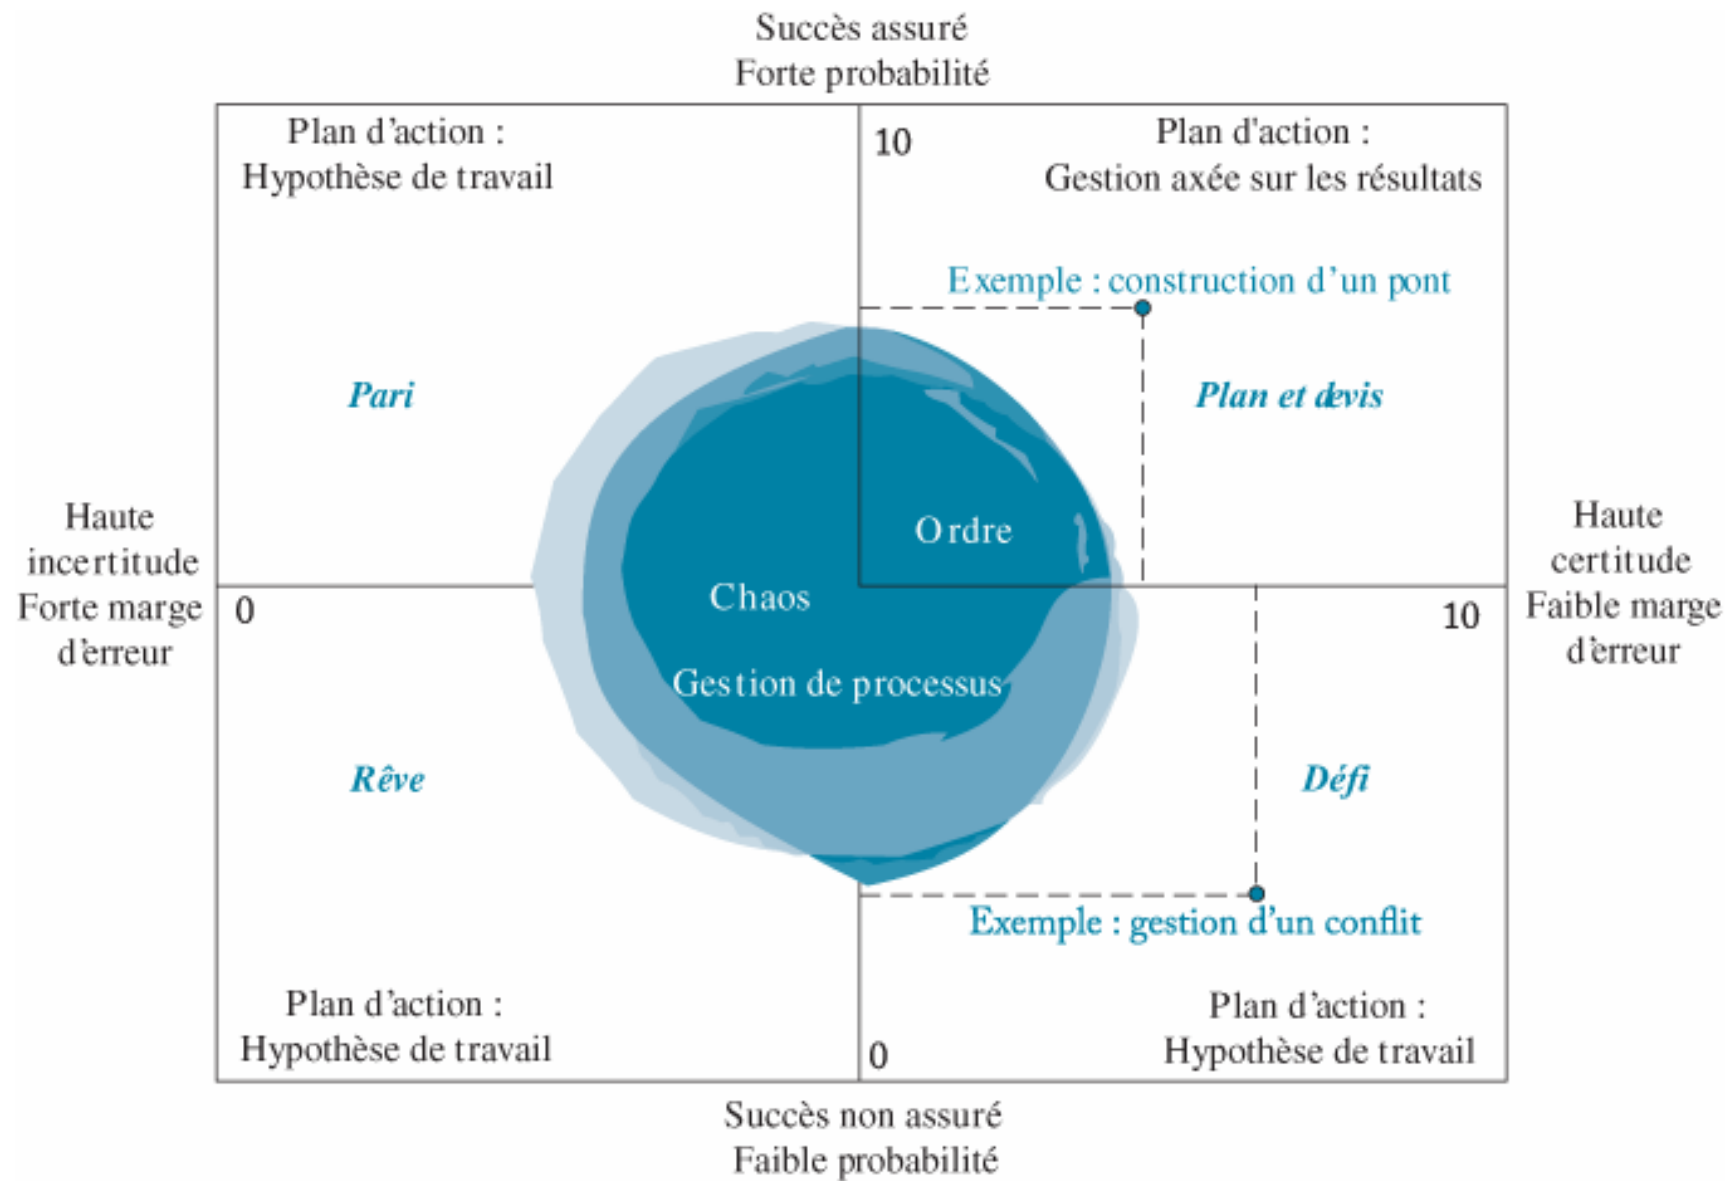 Succès assuré
Forte probabilité
Plan d'action :
Hypothèse de travail
10
Plan d'action :
Gestion axée sur les résultats
Exemple : construction d'un pont
Pari
Plan et devis
Haute
incertitude
Forte marge
d'erreur
0
Ordre
Chaos
Gestion de processus
10
Haute
certitude
Faible marge
d'erreur
Rêve
Défi
Exemple : gestion d'un conflit
Plan d'action :
Hypothèse de travail
0
Plan d'action :
Hypothèse de travail
Succès non assuré
Faible probabilité